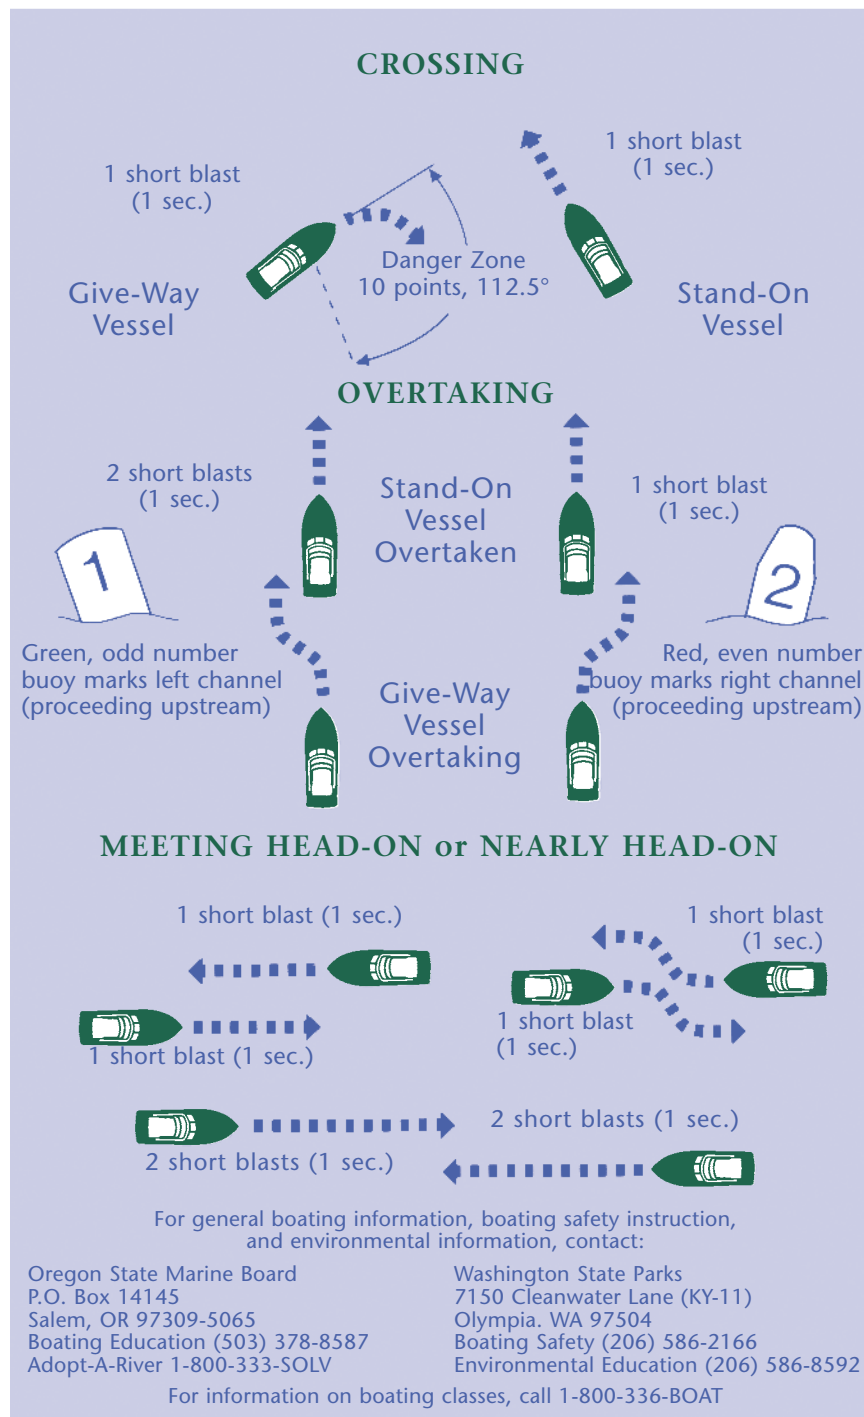 CROSSING
1 short blast
(1 sec.)
1 short blast
(1 sec.)
Give-Way
Vessel
Danger Zone
10 points, 112.5°
Stand-On
Vessel
OVERTAKING
2 short blasts
(1 sec.)
Stand-On
Vessel
Overtaken
1 short blast
(1 sec.)
1
2
Green, odd number
buoy marks left channel
(proceeding upstream)
Red, even number
buoy marks right channel
(proceeding upstream)
Give-Way
Vessel
Overtaking
MEETING HEAD-ON or NEARLY HEAD-ON
1 short blast (1 sec.)
1 short blast (1 sec.)
1 short blast
(1 sec.)
1 short blast
(1 sec.)
2 short blasts (1 sec.)
2 short blasts (1 sec.)
For general boating information, boating safety instruction,
and environmental information, contact:
Oregon State Marine Board
P.O. Box 14145
Salem, OR 97309-5065
Boating Education (503) 378-8587
Adopt-A-River 1-800-333-SOLV
Washington State Parks
7150 Cleanwater Lane (KY-11)
Olympia. WA 97504
Boating Safety (206) 586-2166
Environmental Education (206) 586-8592
For information on boating classes, call 1-800-336-BOAT